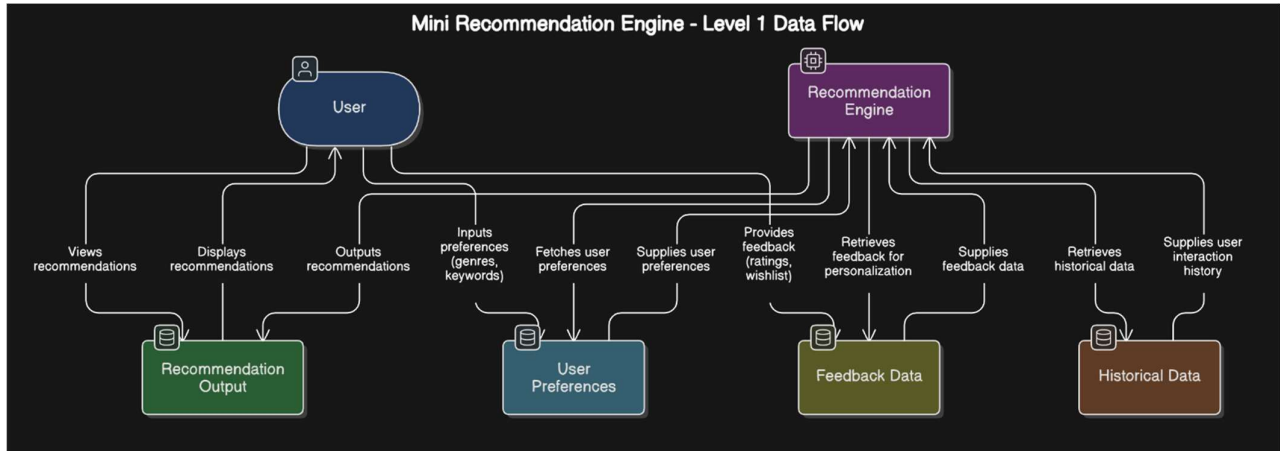 Mini Recommendation Engine - Level 1 Data Flow
User
Recommendation
Engine
Views
recommendations
Displays
recommendations
Outputs
recommendations
Inputs
preferences
(genres,
keywords)
Fetches user
preferences
Supplies user
preferences
Provides
feedback
(ratings,
wishlist)
Retrieves
feedback for
personalization
Supplies
feedback data
Retrieves
historical data
Supplies user
interaction
history
Recommendation
Output
User
Preferences
Feedback Data
Historical Data